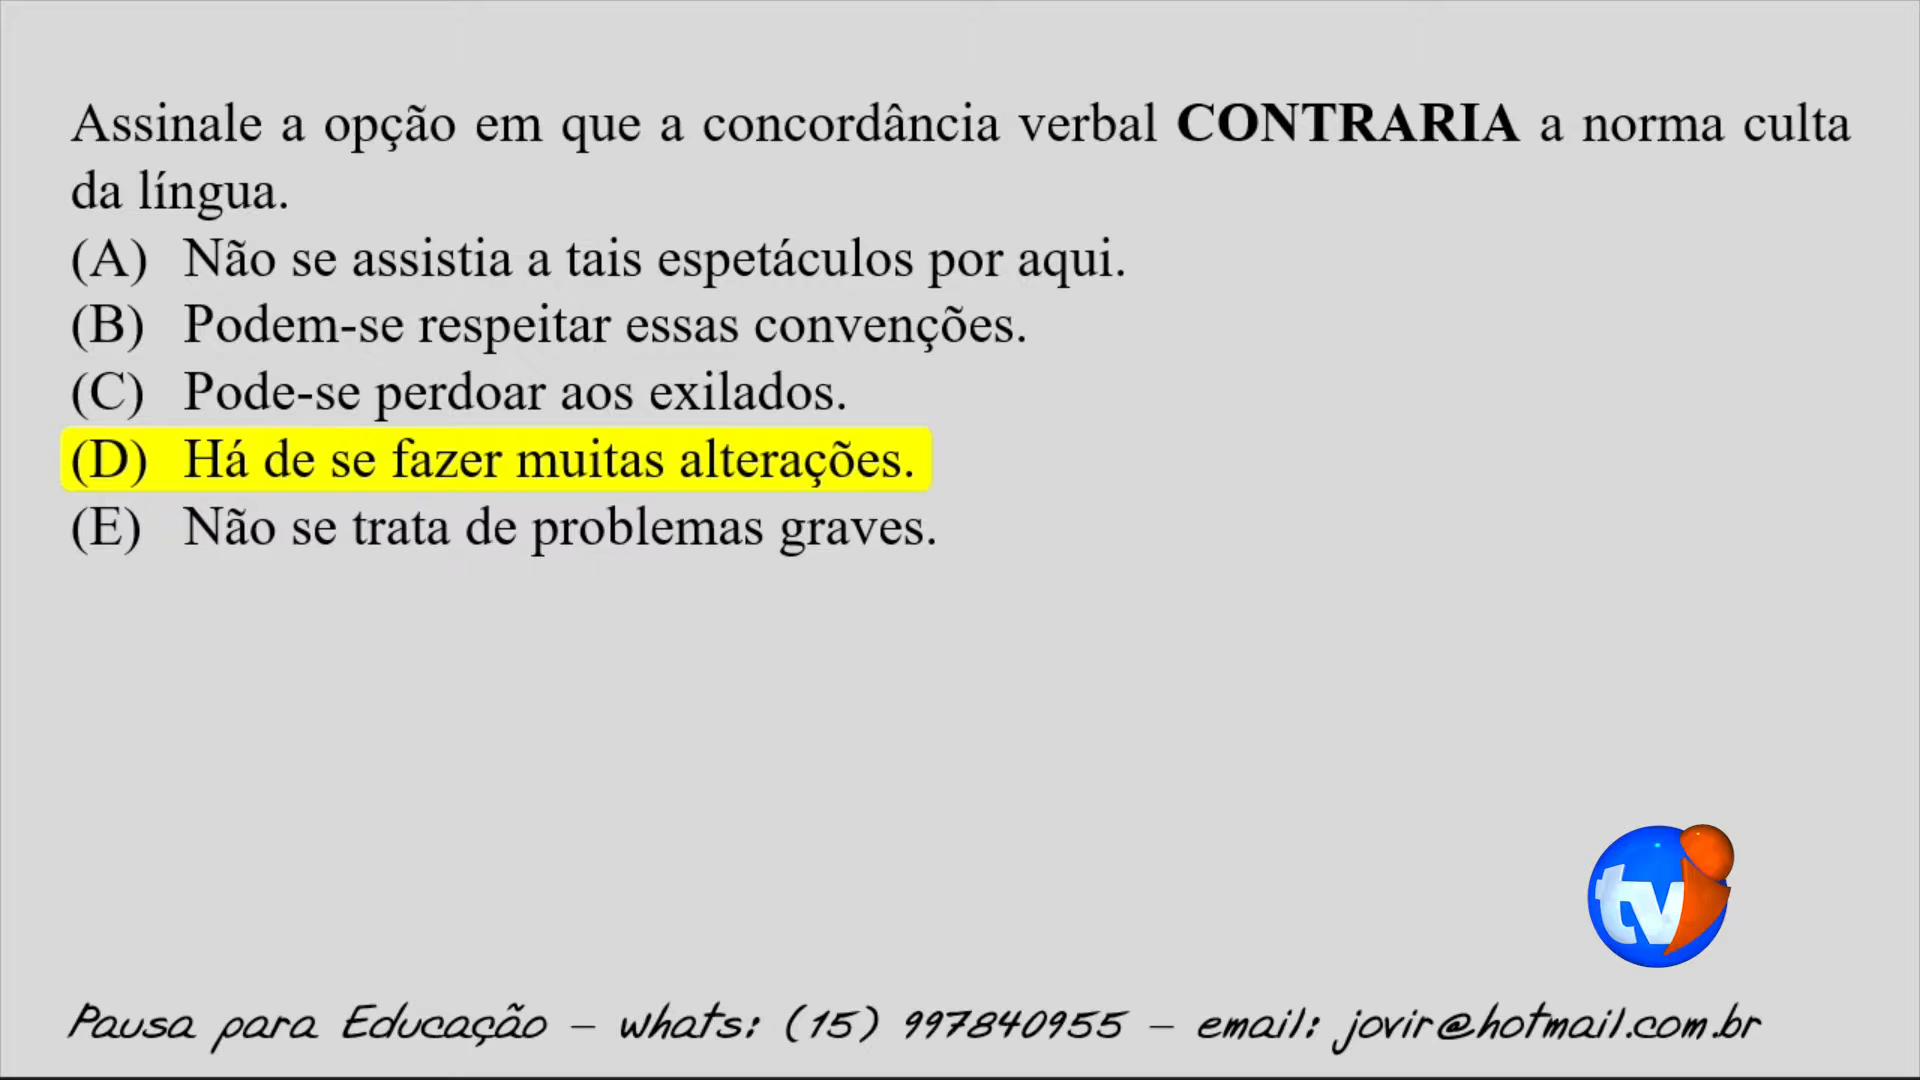 Assinale a opção em que a concordância verbal CONTRARIA a norma culta
da língua.
(A) Não se assistia a tais espetáculos por aqui.
(B) Podem-se respeitar essas convenções.
(C) Pode-se perdoar aos exilados.
(D) Há de se fazer muitas alterações.
(E) Não se trata de problemas graves.
tvi
Pausa para Educação – whats: (15) 997840955 – email: jovir@hotmail.com.br